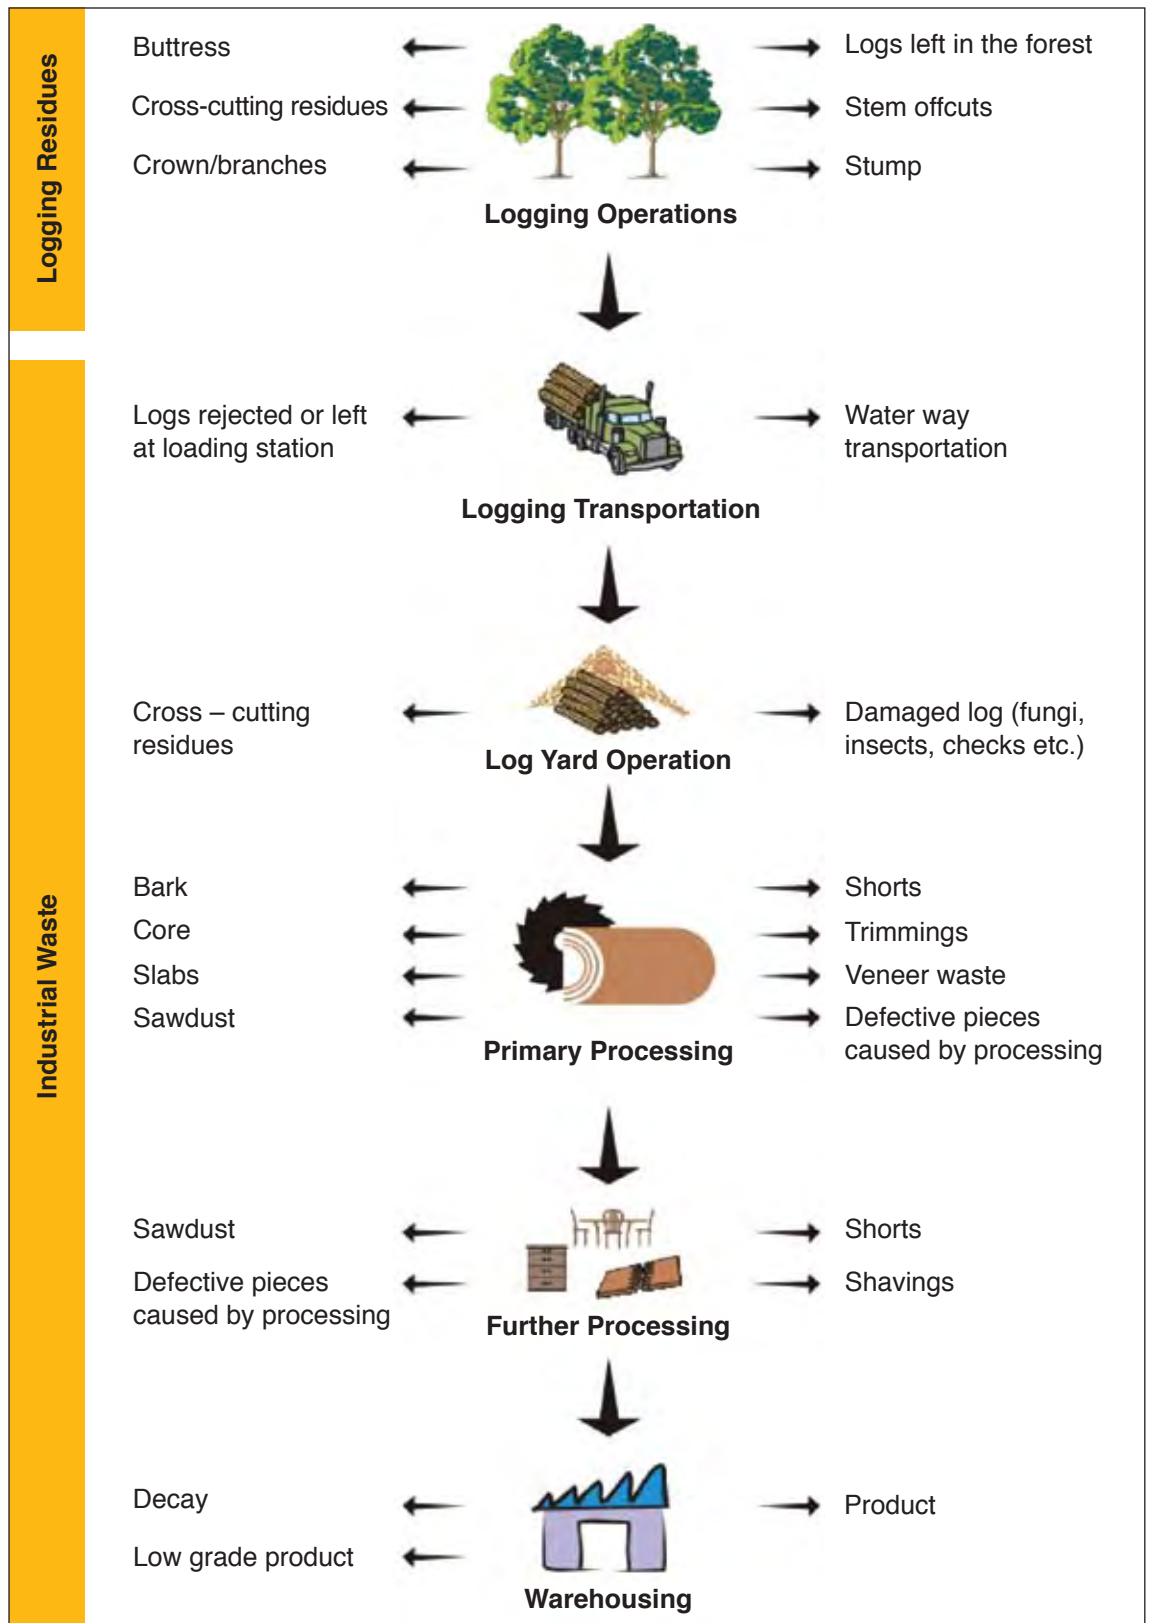 Logging Residues
Buttress
Logs left in the forest
Cross-cutting residues
Stem offcuts
Crown/branches
Stump
Logging Operations
Industrial Waste
Logs rejected or left
at loading station
Water way
transportation
Logging Transportation
Cross – cutting
residues
Damaged log (fungi,
insects, checks etc.)
Log Yard Operation
Bark
Shorts
Core
Trimmings
Slabs
Veneer waste
Sawdust
Defective pieces
caused by processing
Primary Processing
Sawdust
Shorts
Defective pieces
caused by processing
Shavings
Further Processing
Decay
Product
Low grade product
Warehousing